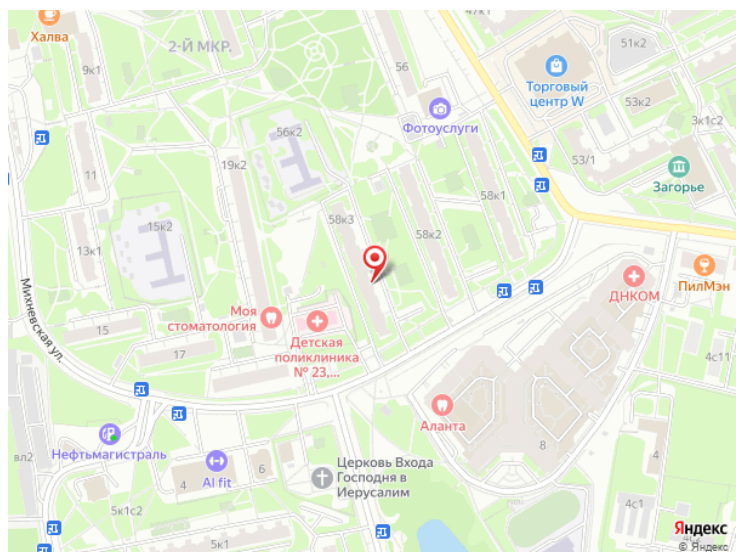 47к1
Халва
2-Й МКР.
51к2
9к1
56
Торговый
центр W
53к2
Фотоуслуги
3к1с2
56к2
53/1
19к2
Загорье
11
58к1
58к3
15к2
58к2
13к1
ДНКОМ
ПилМэн
Моя
стоматология
Михневская ул.
15
Детская
поликлиника
№ 23,...
17
4с11
Аланта
Нефтьмагистраль
вл2
8
4
Al fit
6
4
Церковь Входа
Господня в
Иерусалим
5к1с2
4с1
5к1
Яндекс
© Яндекс